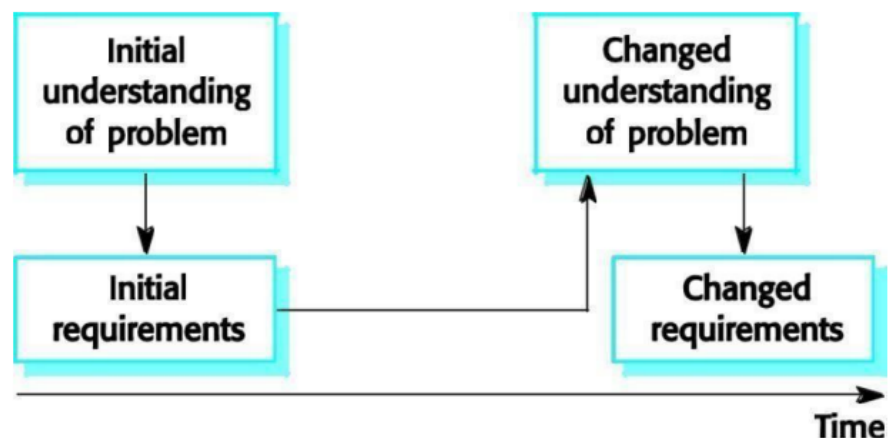 Initial
understanding
of problem
Changed
understanding
of problem
Initial
requirements
Changed
requirements
Time